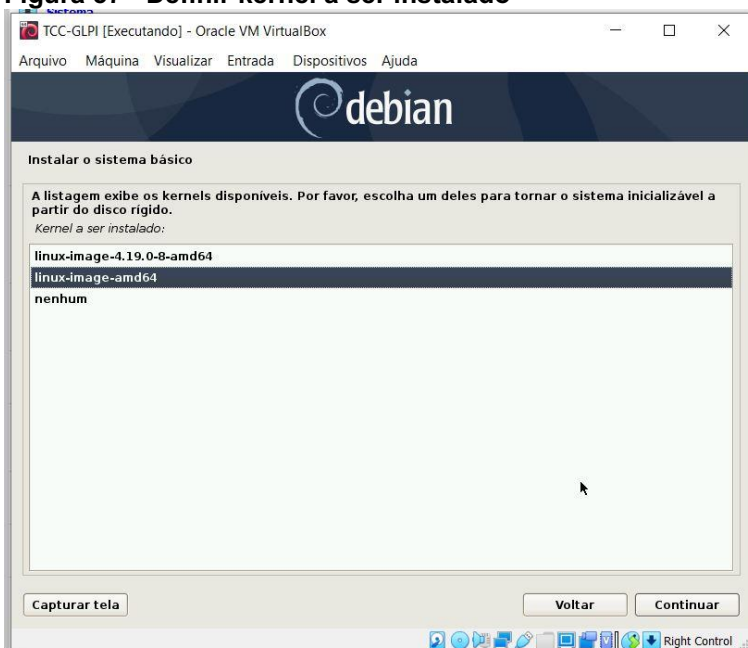 TCC-GLPI [Executando] - Oracle VM VirtualBox
Arquivo Máquina Visualizar Entrada Dispositivos Ajuda
debian
Instalar o sistema básico
A listagem exibe os kernels disponíveis. Por favor, escolha um deles para tornar o sistema inicializável a
partir do disco rígido.
Kernel a ser instalado:
linux-image-4.19.0-8-amd64
linux-image-amd64
nenhum
Capturar tela Voltar Continuar
Right Control